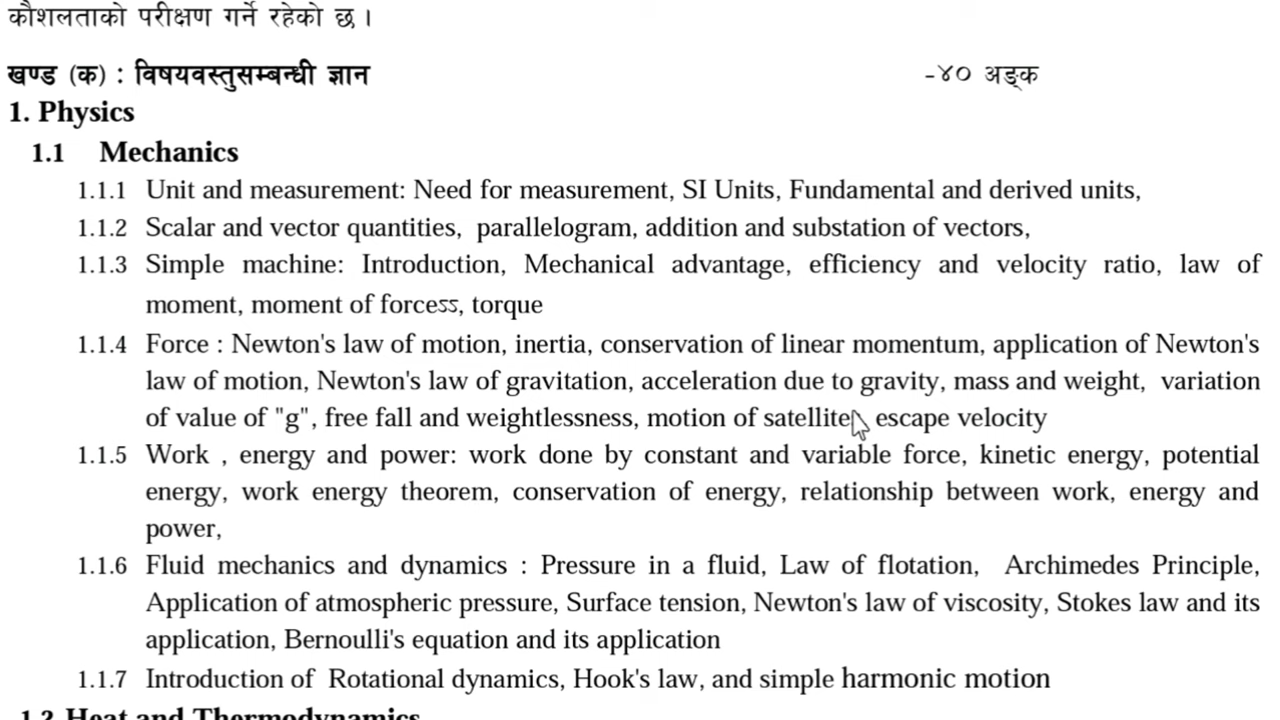 कौशलताको परीक्षण गर्ने रहेको छ ।
खण्ड (क) : विषयवस्तुसम्बन्धी ज्ञान -४० अङ्क
1. Physics
1.1 Mechanics
1.1.1 Unit and measurement: Need for measurement, SI Units, Fundamental and derived units,
1.1.2 Scalar and vector quantities, parallelogram, addition and substation of vectors,
1.1.3 Simple machine: Introduction, Mechanical advantage, efficiency and velocity ratio, law of
moment, moment of forceऽऽ, torque
1.1.4 Force : Newton's law of motion, inertia, conservation of linear momentum, application of Newton's
law of motion, Newton's law of gravitation, acceleration due to gravity, mass and weight, variation
of value of "g", free fall and weightlessness, motion of satellite, escape velocity
1.1.5 Work , energy and power: work done by constant and variable force, kinetic energy, potential
energy, work energy theorem, conservation of energy, relationship between work, energy and
power,
1.1.6 Fluid mechanics and dynamics : Pressure in a fluid, Law of flotation, Archimedes Principle,
Application of atmospheric pressure, Surface tension, Newton's law of viscosity, Stokes law and its
application, Bernoulli's equation and its application
1.1.7 Introduction of Rotational dynamics, Hook's law, and simple harmonic motion
1.2 Heat and Thermodynamics